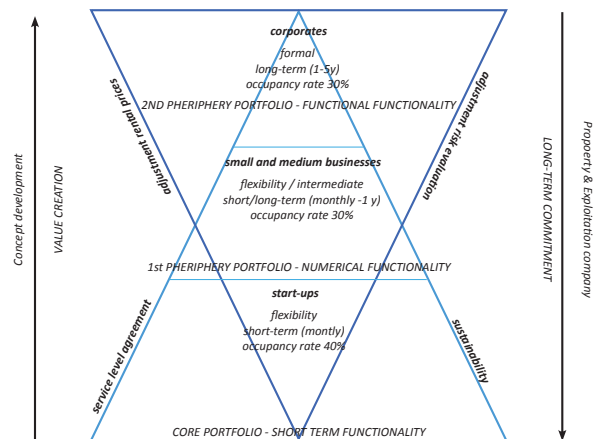 corporates
formal
long-term (1-5y)
occupancy rate 30%
2ND PHERIPHERY PORTFOLIO - FUNCTIONAL FUNCTIONALITY
small and medium businesses
flexibility / intermediate
short/long-term (monthly -1 y)
occupancy rate 30%
1st PHERIPHERY PORTFOLIO - NUMERICAL FUNCTIONALITY
start-ups
flexibility
short-term (montly)
occupancy rate 40%
CORE PORTFOLIO - SHORT TERM FUNCTIONALITY
Concept development
VALUE CREATION
adjustment rental prices
service level agreement
adjustment risk evaluation
sustainability
LONG-TERM COMMITMENT
Propoerty & Exploitation company